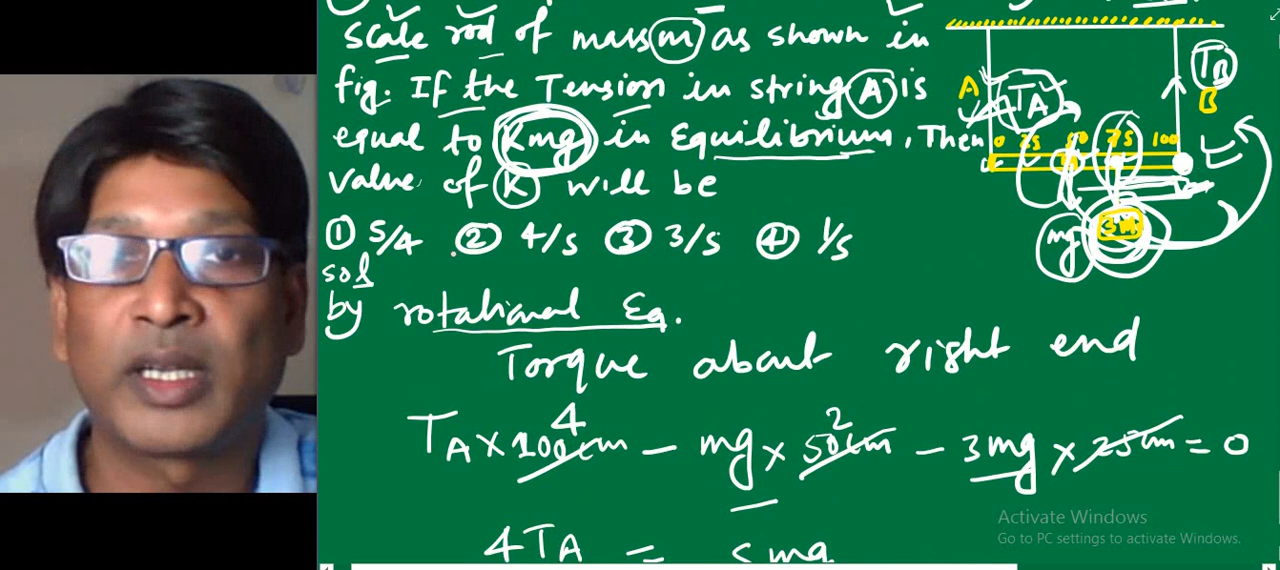 scale rod of mass m as shown in
fig. If the Tension in string A is
equal to Kmg in Equilibrium, Then
value of K will be
① 5/4 ② 4/5 ③ 3/5 ④ 1/5
sol
by rotational Eq.
Torque about right end
TA × 100cm − mg × 50cm − 3mg × 25cm = 0
4 2
4TA = 5mg
A TA TB B
0 25 50 75 100
mg
Activate Windows
Go to PC settings to activate Windows.